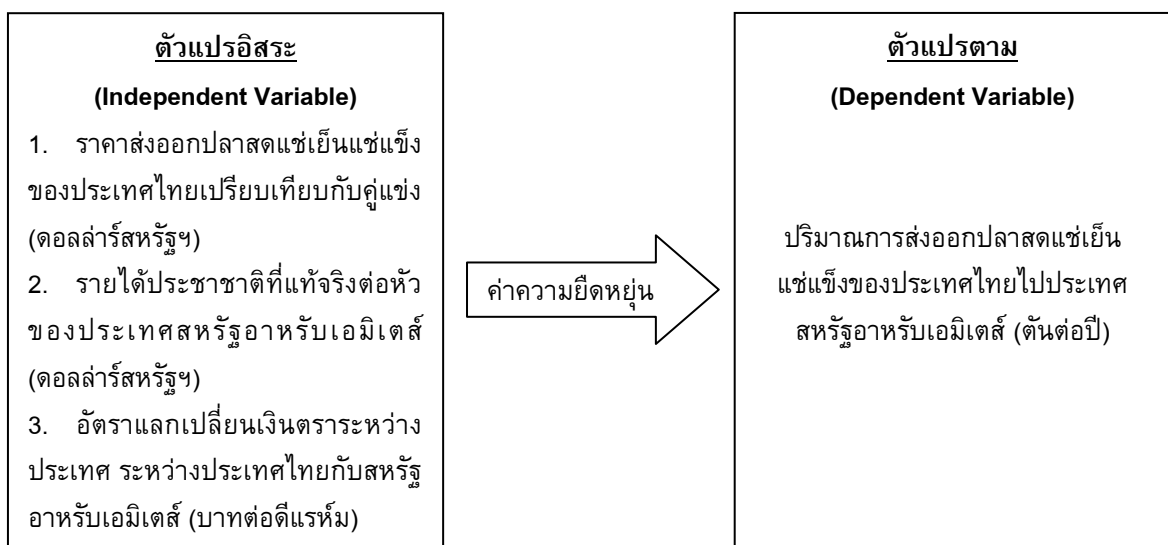 ตัวแปรอิสระ
(Independent Variable)
1. ราคาส่งออกปลาสดแช่เย็นแช่แข็ง
ของประเทศไทยเปรียบเทียบกับคู่แข่ง
(ดอลล่าร์สหรัฐฯ)
2. รายได้ประชาชาติที่แท้จริงต่อหัว
ของประเทศสหรัฐอาหรับเอมิเตส์
(ดอลล่าร์สหรัฐฯ)
3. อัตราแลกเปลี่ยนเงินตราระหว่าง
ประเทศ ระหว่างประเทศไทยกับสหรัฐ
อาหรับเอมิเตส์ (บาทต่อดีแรห์ม)
ค่าความยืดหยุ่น
ตัวแปรตาม
(Dependent Variable)
ปริมาณการส่งออกปลาสดแช่เย็น
แช่แข็งของประเทศไทยไปประเทศ
สหรัฐอาหรับเอมิเตส์ (ตันต่อปี)